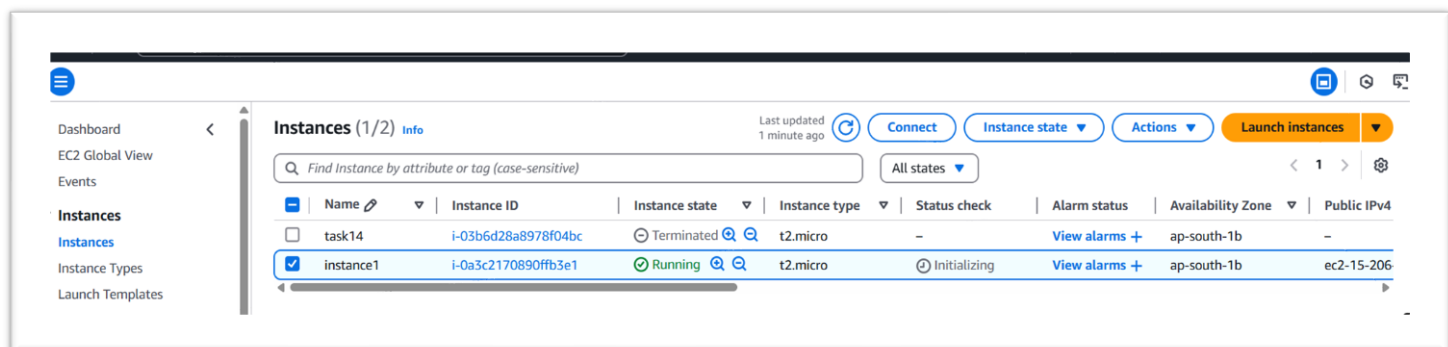 Dashboard
EC2 Global View
Events
Instances
Instances
Instance Types
Launch Templates
Instances (1/2) Info
Last updated
1 minute ago
Connect
Instance state
Actions
Launch instances
Find Instance by attribute or tag (case-sensitive)
All states
1
Name Instance ID Instance state Instance type Status check Alarm status Availability Zone Public IPv4
task14 i-03b6d28a8978f04bc Terminated t2.micro – View alarms + ap-south-1b –
instance1 i-0a3c2170890ffb3e1 Running t2.micro Initializing View alarms + ap-south-1b ec2-15-206-